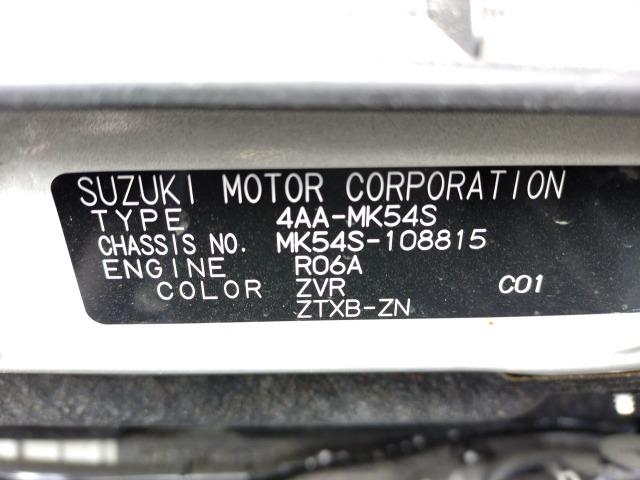 SUZUKI MOTOR CORPORATION
TYPE 4AA-MK54S
CHASSIS NO. MK54S-108815
ENGINE R06A
COLOR ZVR C01
ZTXB-ZN